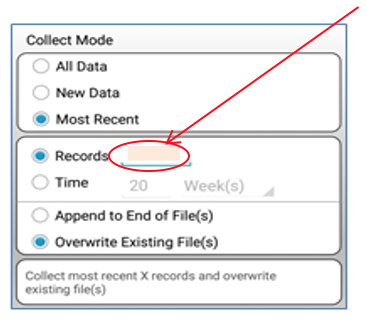 Collect Mode
All Data
New Data
Most Recent
Records
Time 20 Week(s)
Append to End of File(s)
Overwrite Existing File(s)
Collect most recent X records and overwrite
existing file(s)